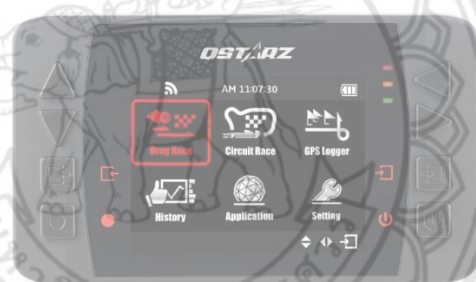 QSTARZ
AM 11:07:30
Drag Race
Circuit Race
GPS Logger
History
Application
Setting